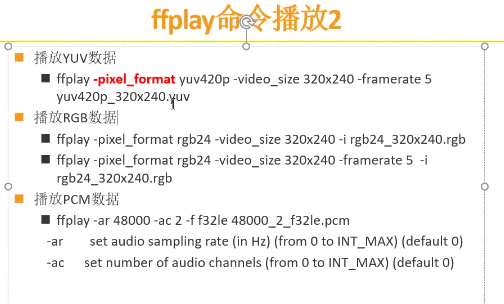 ffplay命令播放2
播放YUV数据
ffplay -pixel_format yuv420p -video_size 320x240 -framerate 5
yuv420p_320x240.yuv
播放RGB数据
ffplay -pixel_format rgb24 -video_size 320x240 -i rgb24_320x240.rgb
ffplay -pixel_format rgb24 -video_size 320x240 -framerate 5  -i
rgb24_320x240.rgb
播放PCM数据
ffplay -ar 48000 -ac 2 -f f32le 48000_2_f32le.pcm
-ar set audio sampling rate (in Hz) (from 0 to INT_MAX) (default 0)
-ac set number of audio channels (from 0 to INT_MAX) (default 0)